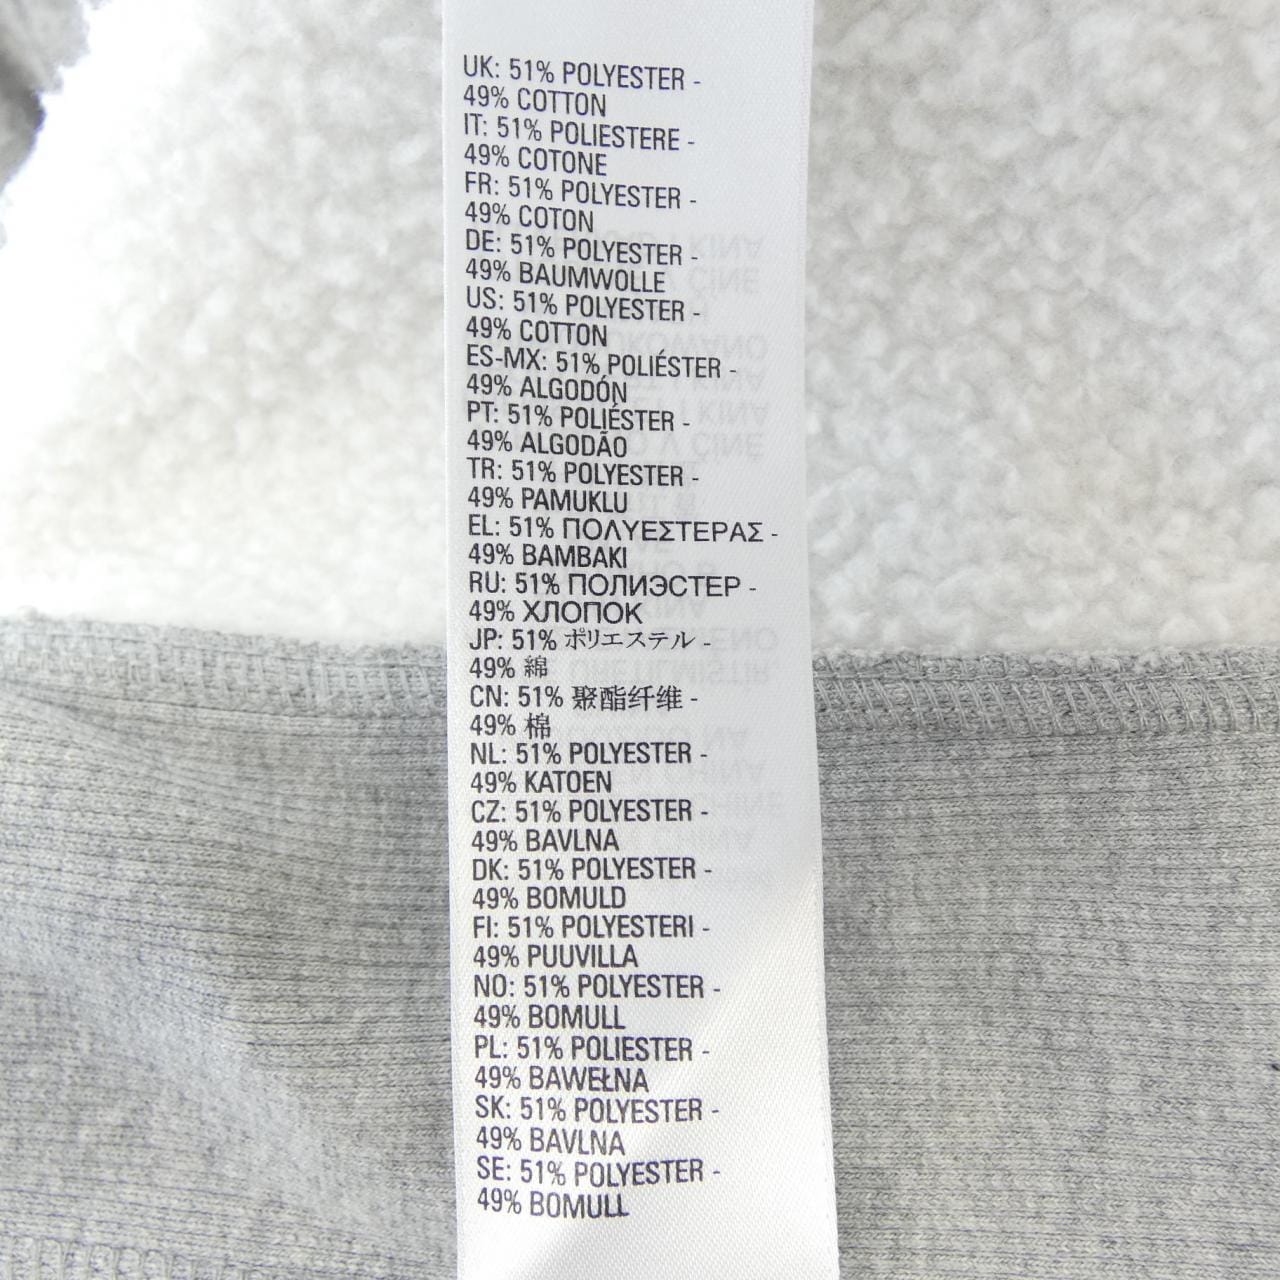 UK: 51% POLYESTER -
49% COTTON
IT: 51% POLIESTERE -
49% COTONE
FR: 51% POLYESTER -
49% COTON
DE: 51% POLYESTER -
49% BAUMWOLLE
US: 51% POLYESTER -
49% COTTON
ES-MX: 51% POLIÉSTER -
49% ALGODÓN
PT: 51% POLIÉSTER -
49% ALGODÃO
TR: 51% POLYESTER -
49% PAMUKLU
EL: 51% ΠΟΛΥΕΣΤΕΡΑΣ -
49% ΒΑΜΒΑΚΙ
RU: 51% ПОЛИЭСТЕР -
49% ХЛОПОК
JP: 51% ポリエステル -
49% 綿
CN: 51% 聚酯纤维 -
49% 棉
NL: 51% POLYESTER -
49% KATOEN
CZ: 51% POLYESTER -
49% BAVLNA
DK: 51% POLYESTER -
49% BOMULD
FI: 51% POLYESTERI -
49% PUUVILLA
NO: 51% POLYESTER -
49% BOMULL
PL: 51% POLIESTER -
49% BAWEŁNA
SK: 51% POLYESTER -
49% BAVLNA
SE: 51% POLYESTER -
49% BOMULL